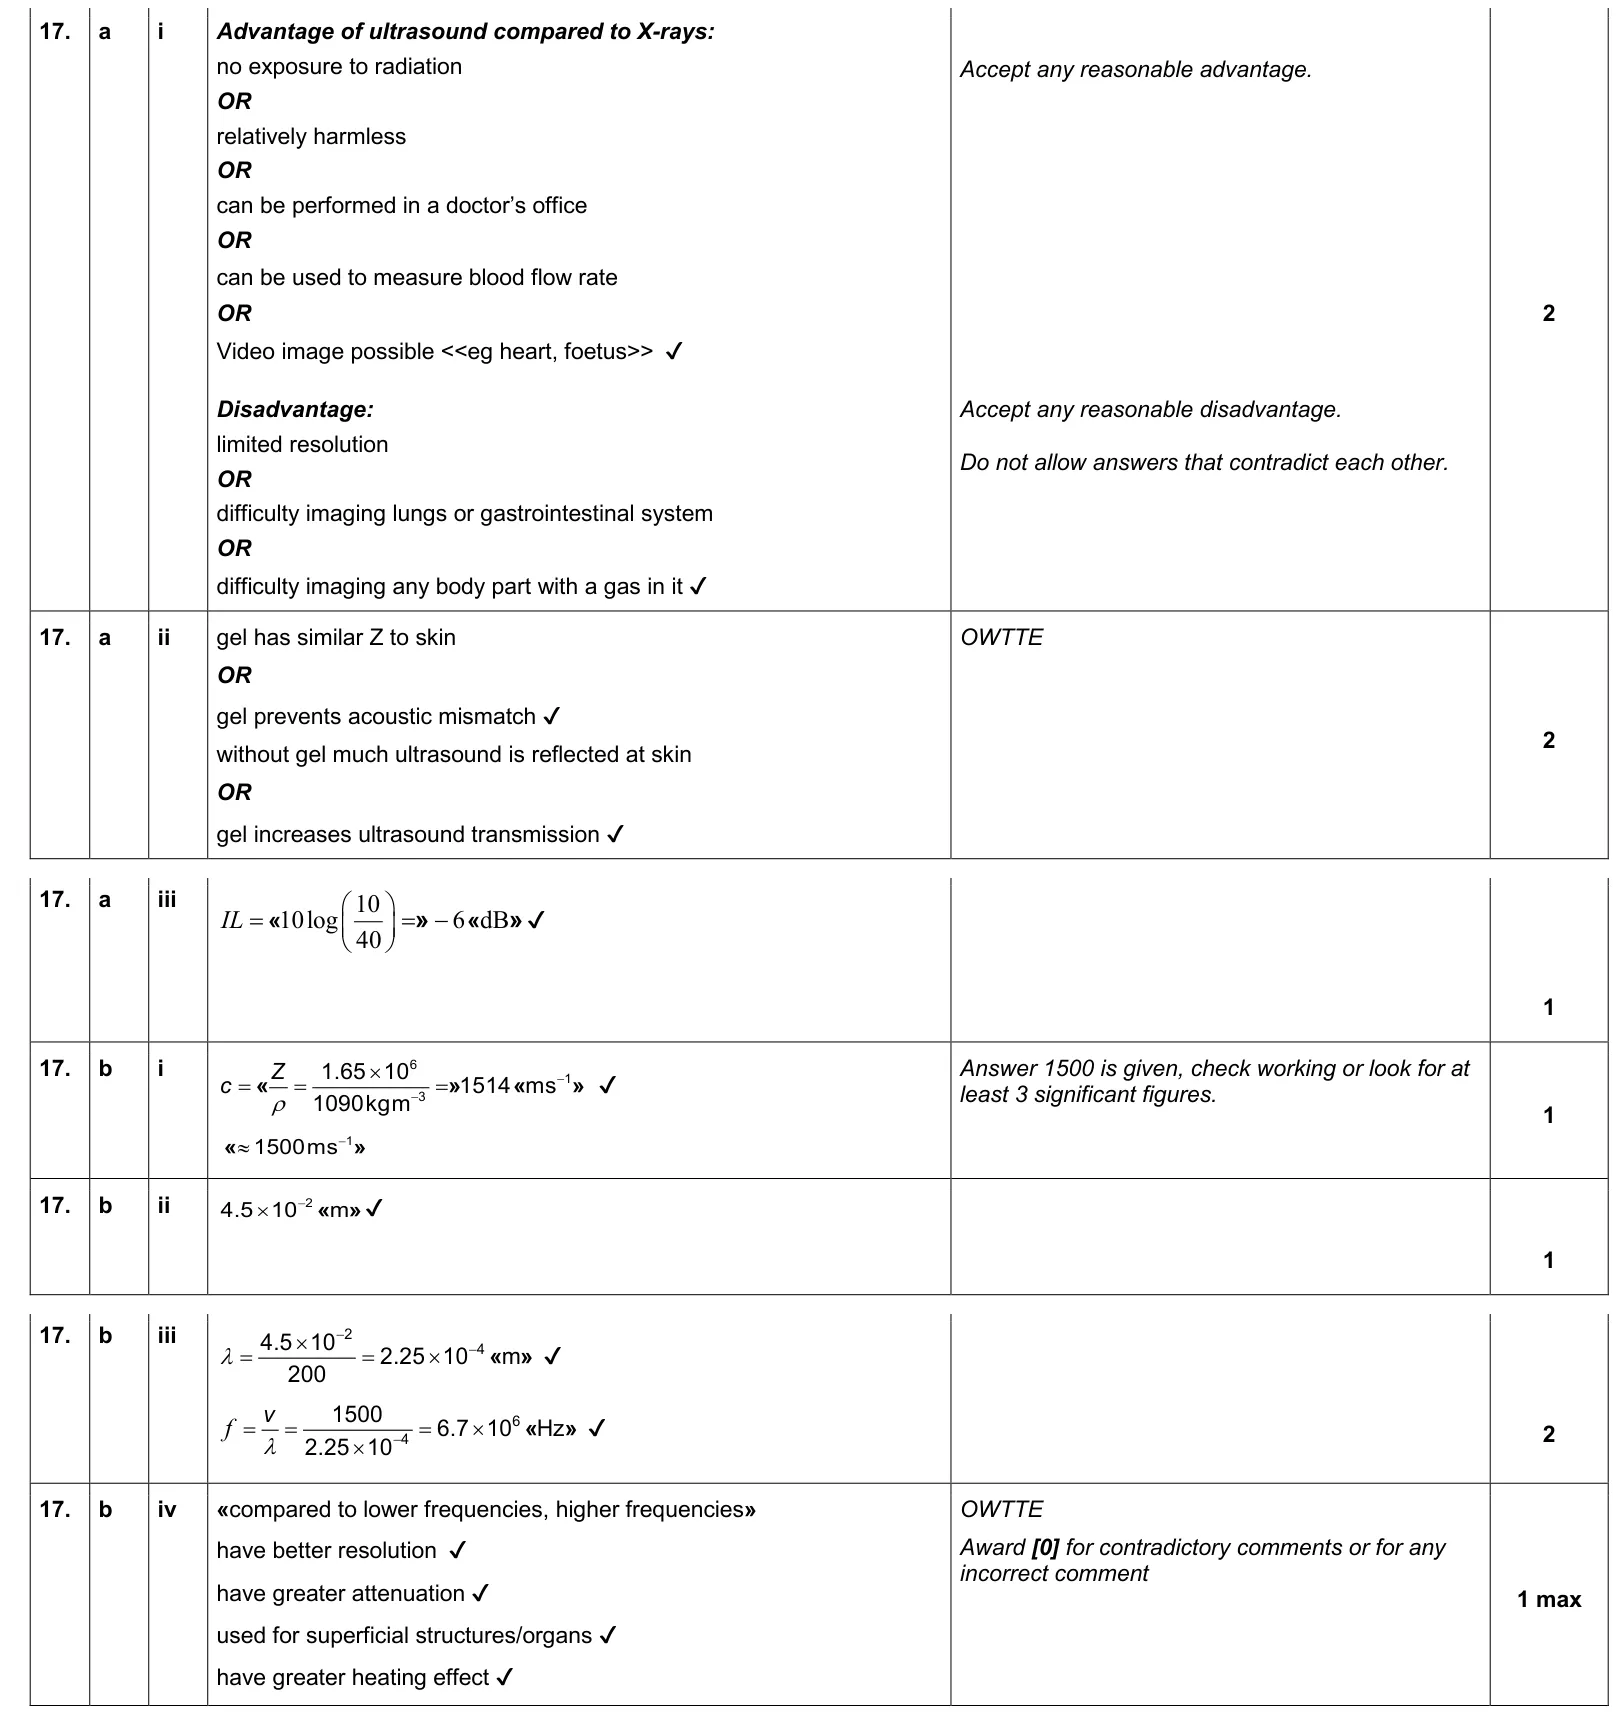 17. a i Advantage of ultrasound compared to X-rays:
no exposure to radiation
Accept any reasonable advantage.
OR
relatively harmless
OR
can be performed in a doctor's office
OR
can be used to measure blood flow rate
OR
2
Video image possible <<eg heart, foetus>> ✓
Disadvantage:
Accept any reasonable disadvantage.
limited resolution
Do not allow answers that contradict each other.
OR
difficulty imaging lungs or gastrointestinal system
OR
difficulty imaging any body part with a gas in it ✓
17. a ii gel has similar Z to skin
OWTTE
OR
gel prevents acoustic mismatch ✓
2
without gel much ultrasound is reflected at skin
OR
gel increases ultrasound transmission ✓
17. a iii IL = «10 log(10/40) =» − 6 «dB» ✓
1
17. b i c = «Z/ρ = 1.65×10⁶/1090 kg m⁻³ =» 1514 «ms⁻¹» ✓
«≈ 1500 ms⁻¹»
Answer 1500 is given, check working or look for at
least 3 significant figures.
1
17. b ii 4.5×10⁻² «m» ✓
1
17. b iii λ = 4.5×10⁻²/200 = 2.25×10⁻⁴ «m» ✓
f = v/λ = 1500/2.25×10⁻⁴ = 6.7×10⁶ «Hz» ✓
2
17. b iv «compared to lower frequencies, higher frequencies»
OWTTE
have better resolution ✓
Award [0] for contradictory comments or for any
incorrect comment
have greater attenuation ✓
1 max
used for superficial structures/organs ✓
have greater heating effect ✓